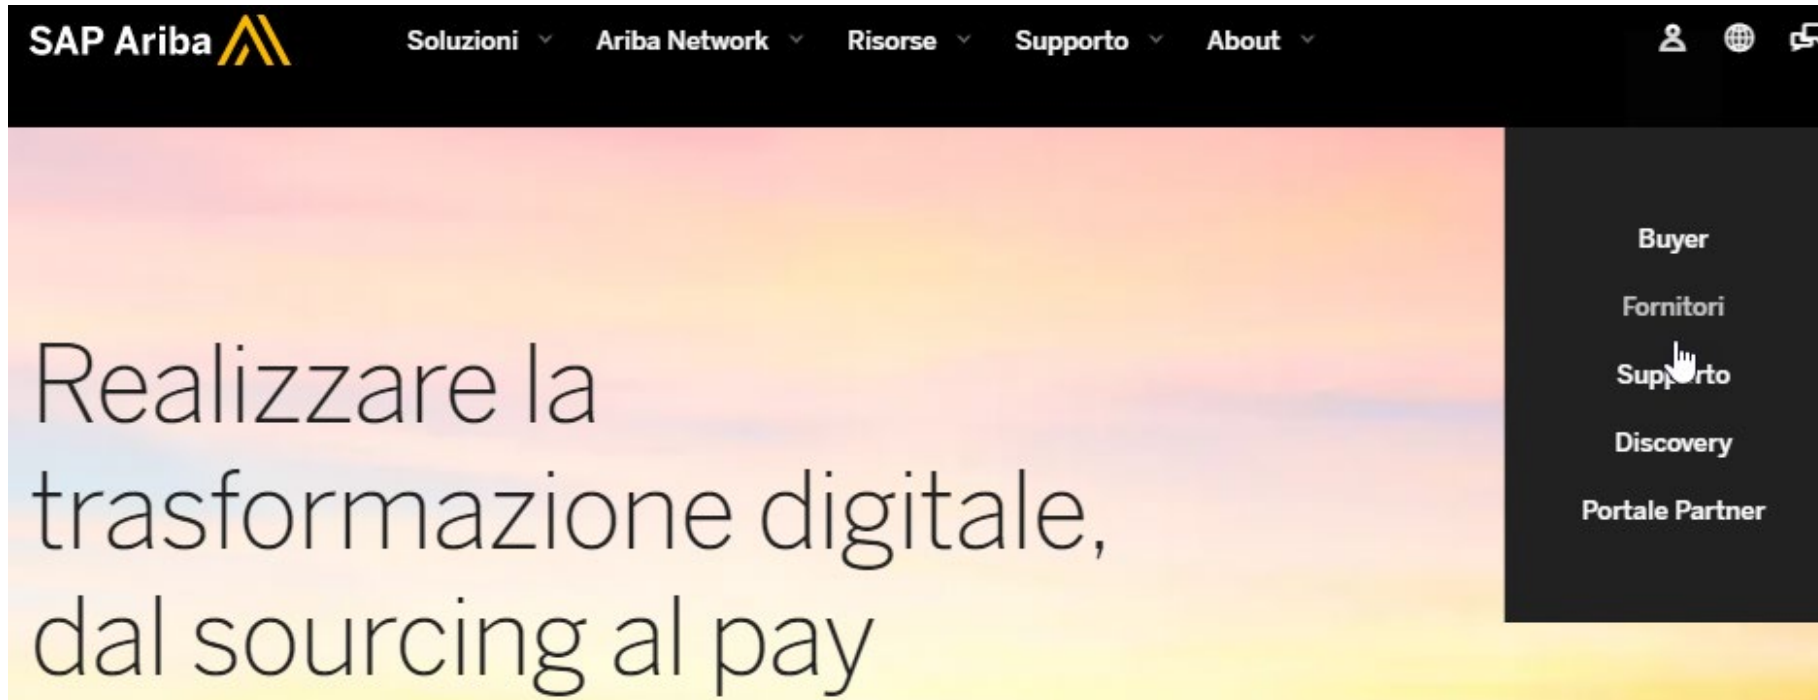 SAP Ariba
Soluzioni Ariba Network Risorse Supporto About
Buyer
Fornitori
Supporto
Discovery
Portale Partner
Realizzare la
trasformazione digitale,
dal sourcing al pay